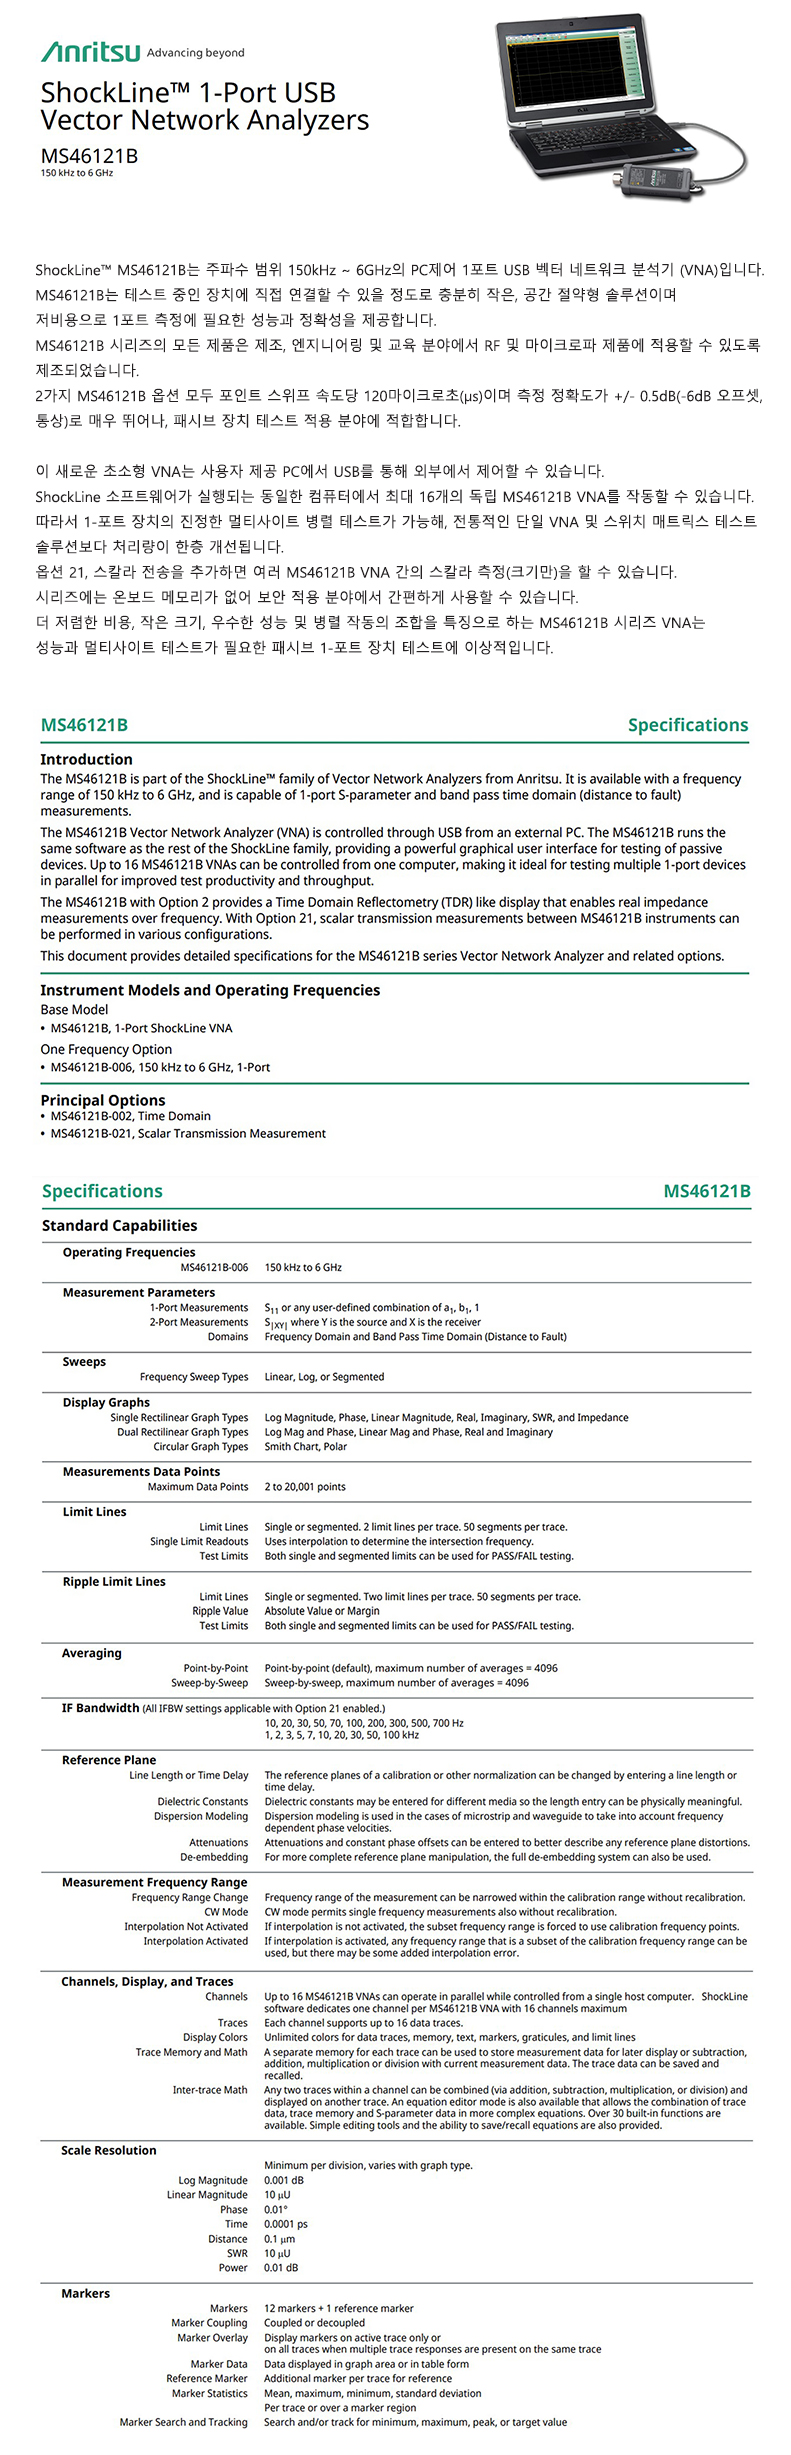 Anritsu Advancing beyond
ShockLine™ 1-Port USB
Vector Network Analyzers
MS46121B
150 kHz to 6 GHz
ShockLine™ MS46121B는 주파수 범위 150kHz ~ 6GHz의 PC제어 1포트 USB 벡터 네트워크 분석기 (VNA)입니다.
MS46121B는 테스트 중인 장치에 직접 연결할 수 있을 정도로 충분히 작은, 공간 절약형 솔루션이며
저비용으로 1포트 측정에 필요한 성능과 정확성을 제공합니다.
MS46121B 시리즈의 모든 제품은 제조, 엔지니어링 및 교육 분야에서 RF 및 마이크로파 제품에 적용할 수 있도록
제조되었습니다.
2가지 MS46121B 옵션 모두 포인트 스위프 속도당 120마이크로초(µs)이며 측정 정확도가 +/- 0.5dB(-6dB 오프셋,
통상)로 매우 뛰어나, 패시브 장치 테스트 적용 분야에 적합합니다.
이 새로운 초소형 VNA는 사용자 제공 PC에서 USB를 통해 외부에서 제어할 수 있습니다.
ShockLine 소프트웨어가 실행되는 동일한 컴퓨터에서 최대 16개의 독립 MS46121B VNA를 작동할 수 있습니다.
따라서 1-포트 장치의 진정한 멀티사이트 병렬 테스트가 가능해, 전통적인 단일 VNA 및 스위치 매트릭스 테스트
솔루션보다 처리량이 한층 개선됩니다.
옵션 21, 스칼라 전송을 추가하면 여러 MS46121B VNA 간의 스칼라 측정(크기만)을 할 수 있습니다.
시리즈에는 온보드 메모리가 없어 보안 적용 분야에서 간편하게 사용할 수 있습니다.
더 저렴한 비용, 작은 크기, 우수한 성능 및 병렬 작동의 조합을 특징으로 하는 MS46121B 시리즈 VNA는
성능과 멀티사이트 테스트가 필요한 패시브 1-포트 장치 테스트에 이상적입니다.
MS46121B Specifications
Introduction
The MS46121B is part of the ShockLine™ family of Vector Network Analyzers from Anritsu. It is available with a frequency
range of 150 kHz to 6 GHz, and is capable of 1-port S-parameter and band pass time domain (distance to fault)
measurements.
The MS46121B Vector Network Analyzer (VNA) is controlled through USB from an external PC. The MS46121B runs the
same software as the rest of the ShockLine family, providing a powerful graphical user interface for testing of passive
devices. Up to 16 MS46121B VNAs can be controlled from one computer, making it ideal for testing multiple 1-port devices
in parallel for improved test productivity and throughput.
The MS46121B with Option 2 provides a Time Domain Reflectometry (TDR) like display that enables real impedance
measurements over frequency. With Option 21, scalar transmission measurements between MS46121B instruments can
be performed in various configurations.
This document provides detailed specifications for the MS46121B series Vector Network Analyzer and related options.
Instrument Models and Operating Frequencies
Base Model
• MS46121B, 1-Port ShockLine VNA
One Frequency Option
• MS46121B-006, 150 kHz to 6 GHz, 1-Port
Principal Options
• MS46121B-002, Time Domain
• MS46121B-021, Scalar Transmission Measurement
Specifications MS46121B
Standard Capabilities
Operating Frequencies
MS46121B-006 150 kHz to 6 GHz
Measurement Parameters
1-Port Measurements S11 or any user-defined combination of a1, b1, 1
2-Port Measurements S|XY| where Y is the source and X is the receiver
Domains Frequency Domain and Band Pass Time Domain (Distance to Fault)
Sweeps
Frequency Sweep Types Linear, Log, or Segmented
Display Graphs
Single Rectilinear Graph Types Log Magnitude, Phase, Linear Magnitude, Real, Imaginary, SWR, and Impedance
Dual Rectilinear Graph Types Log Mag and Phase, Linear Mag and Phase, Real and Imaginary
Circular Graph Types Smith Chart, Polar
Measurements Data Points
Maximum Data Points 2 to 20,001 points
Limit Lines
Limit Lines Single or segmented. 2 limit lines per trace. 50 segments per trace.
Single Limit Readouts Uses interpolation to determine the intersection frequency.
Test Limits Both single and segmented limits can be used for PASS/FAIL testing.
Ripple Limit Lines
Limit Lines Single or segmented. Two limit lines per trace. 50 segments per trace.
Ripple Value Absolute Value or Margin
Test Limits Both single and segmented limits can be used for PASS/FAIL testing.
Averaging
Point-by-Point Point-by-point (default), maximum number of averages = 4096
Sweep-by-Sweep Sweep-by-sweep, maximum number of averages = 4096
IF Bandwidth (All IFBW settings applicable with Option 21 enabled.)
10, 20, 30, 50, 70, 100, 200, 300, 500, 700 Hz
1, 2, 3, 5, 7, 10, 20, 30, 50, 100 kHz
Reference Plane
Line Length or Time Delay The reference planes of a calibration or other normalization can be changed by entering a line length or
time delay.
Dielectric Constants Dielectric constants may be entered for different media so the length entry can be physically meaningful.
Dispersion Modeling Dispersion modeling is used in the cases of microstrip and waveguide to take into account frequency
dependent phase velocities.
Attenuations Attenuations and constant phase offsets can be entered to better describe any reference plane distortions.
De-embedding For more complete reference plane manipulation, the full de-embedding system can also be used.
Measurement Frequency Range
Frequency Range Change Frequency range of the measurement can be narrowed within the calibration range without recalibration.
CW Mode CW mode permits single frequency measurements also without recalibration.
Interpolation Not Activated If interpolation is not activated, the subset frequency range is forced to use calibration frequency points.
Interpolation Activated If interpolation is activated, any frequency range that is a subset of the calibration frequency range can be
used, but there may be some added interpolation error.
Channels, Display, and Traces
Channels Up to 16 MS46121B VNAs can operate in parallel while controlled from a single host computer. ShockLine
software dedicates one channel per MS46121B VNA with 16 channels maximum
Traces Each channel supports up to 16 data traces.
Display Colors Unlimited colors for data traces, memory, text, markers, graticules, and limit lines
Trace Memory and Math A separate memory for each trace can be used to store measurement data for later display or subtraction,
addition, multiplication or division with current measurement data. The trace data can be saved and
recalled.
Inter-trace Math Any two traces within a channel can be combined (via addition, subtraction, multiplication, or division) and
displayed on another trace. An equation editor mode is also available that allows the combination of trace
data, trace memory and S-parameter data in more complex equations. Over 30 built-in functions are
available. Simple editing tools and the ability to save/recall equations are also provided.
Scale Resolution
Minimum per division, varies with graph type.
Log Magnitude 0.001 dB
Linear Magnitude 10 µU
Phase 0.01°
Time 0.0001 ps
Distance 0.1 µm
SWR 10 µU
Power 0.01 dB
Markers
Markers 12 markers + 1 reference marker
Marker Coupling Coupled or decoupled
Marker Overlay Display markers on active trace only or
on all traces when multiple trace responses are present on the same trace
Marker Data Data displayed in graph area or in table form
Reference Marker Additional marker per trace for reference
Marker Statistics Mean, maximum, minimum, standard deviation
Per trace or over a marker region
Marker Search and Tracking Search and/or track for minimum, maximum, peak, or target value